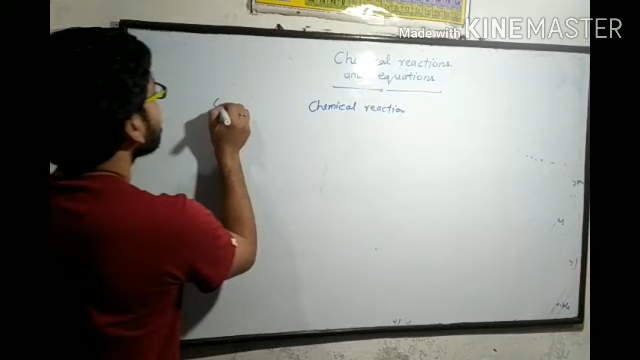 Made with KINEMASTER
Chemical reactions
and equations
Chemical reaction